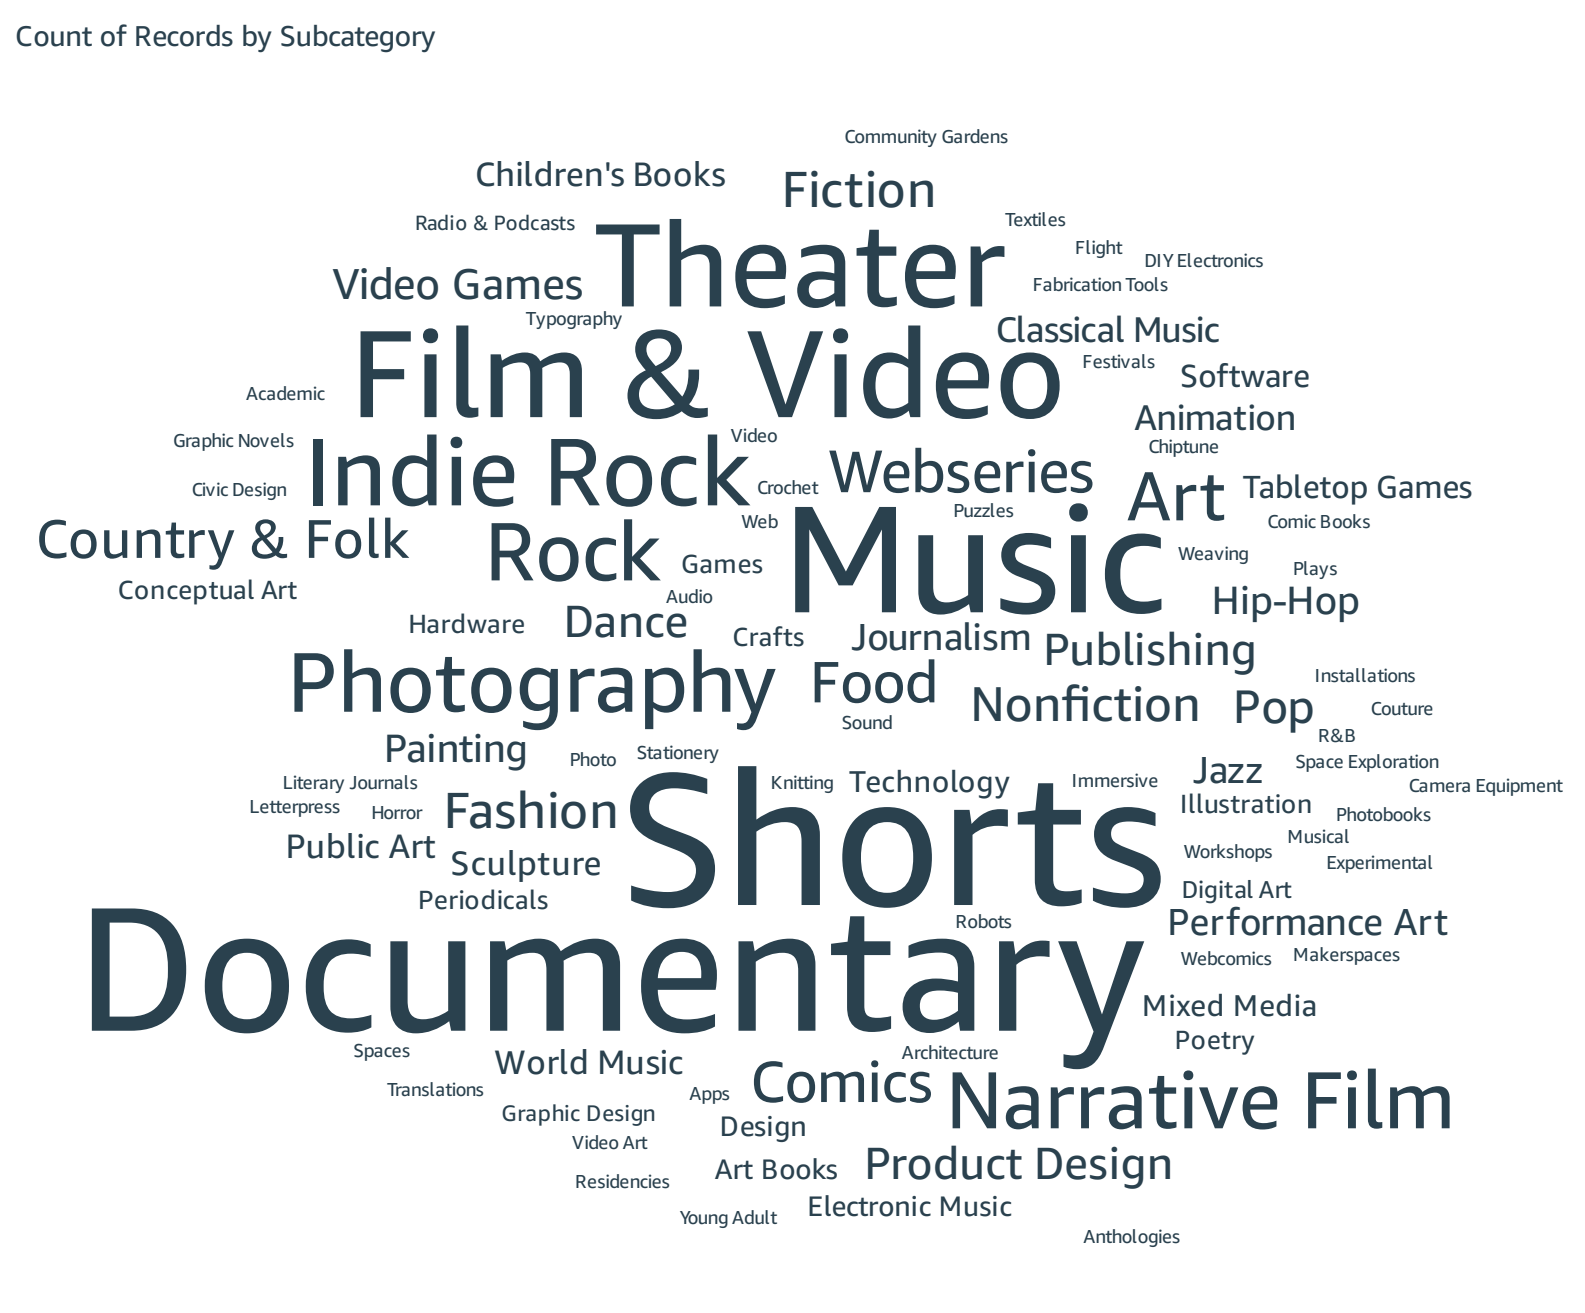 Count of Records by Subcategory
Community Gardens
Children's Books
Fiction
Radio & Podcasts
Textiles
Theater
Flight
DIY Electronics
Video Games
Fabrication Tools
Typography
Classical Music
Film & Video
Festivals
Software
Academic
Animation
Graphic Novels
Video
Chiptune
Indie Rock
Webseries
Civic Design
Crochet
Art
Tabletop Games
Puzzles
Web
Comic Books
Country & Folk
Rock
Music
Games
Weaving
Plays
Conceptual Art
Audio
Hip-Hop
Hardware
Dance
Crafts
Journalism
Publishing
Photography
Food
Installations
Nonfiction
Pop
Couture
Sound
R&B
Painting
Photo
Stationery
Space Exploration
Jazz
Literary Journals
Knitting
Technology
Immersive
Camera Equipment
Letterpress
Horror
Fashion
Shorts
Illustration
Photobooks
Public Art
Musical
Sculpture
Workshops
Experimental
Periodicals
Digital Art
Robots
Performance Art
Documentary
Webcomics
Makerspaces
Mixed Media
Poetry
Spaces
World Music
Architecture
Translations
Apps
Comics
Narrative Film
Graphic Design
Design
Video Art
Art Books
Product Design
Residencies
Electronic Music
Young Adult
Anthologies